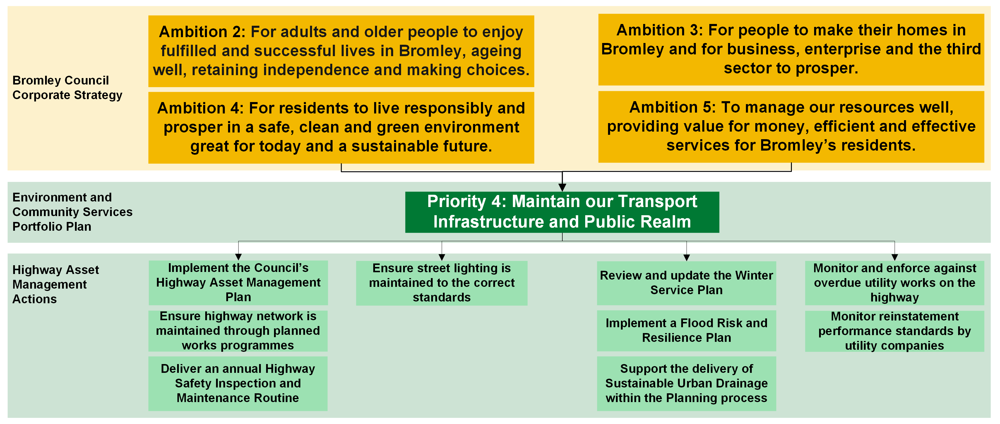 Bromley Council
Corporate Strategy
Ambition 2: For adults and older people to enjoy
fulfilled and successful lives in Bromley, ageing
well, retaining independence and making choices.
Ambition 3: For people to make their homes in
Bromley and for business, enterprise and the third
sector to prosper.
Ambition 4: For residents to live responsibly and
prosper in a safe, clean and green environment
great for today and a sustainable future.
Ambition 5: To manage our resources well,
providing value for money, efficient and effective
services for Bromley’s residents.
Environment and
Community Services
Portfolio Plan
Priority 4: Maintain our Transport
Infrastructure and Public Realm
Highway Asset
Management
Actions
Implement the Council’s
Highway Asset Management
Plan
Ensure highway network is
maintained through planned
works programmes
Deliver an annual Highway
Safety Inspection and
Maintenance Routine
Ensure street lighting is
maintained to the correct
standards
Review and update the Winter
Service Plan
Implement a Flood Risk and
Resilience Plan
Support the delivery of
Sustainable Urban Drainage
within the Planning process
Monitor and enforce against
overdue utility works on the
highway
Monitor reinstatement
performance standards by
utility companies